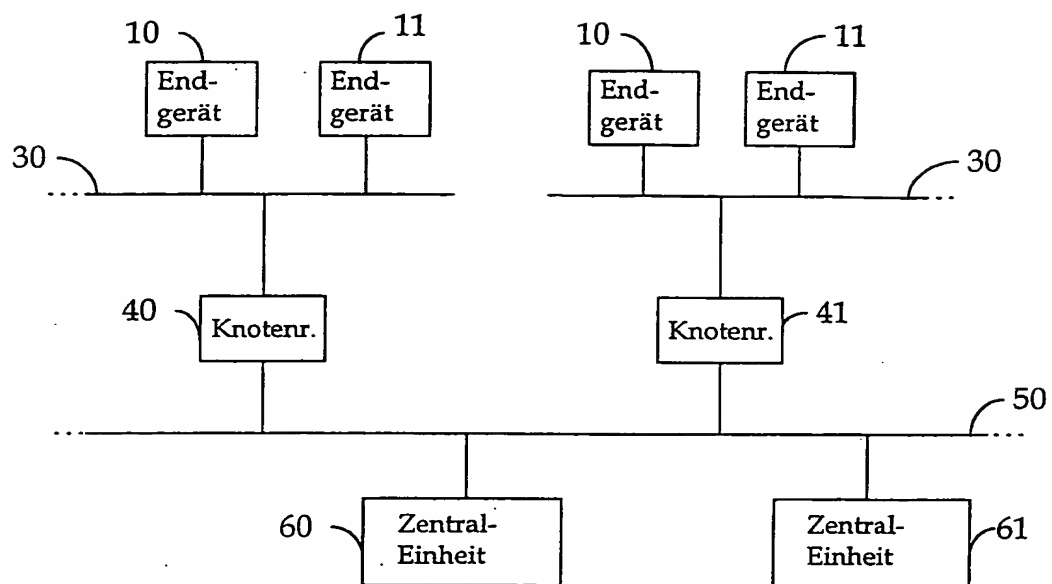 10 11 10 11
End-
gerät
End-
gerät
End-
gerät
End-
gerät
30 30
40 Knotenr. Knotenr. 41
50
60 Zentral-
Einheit
Zentral-
Einheit 61